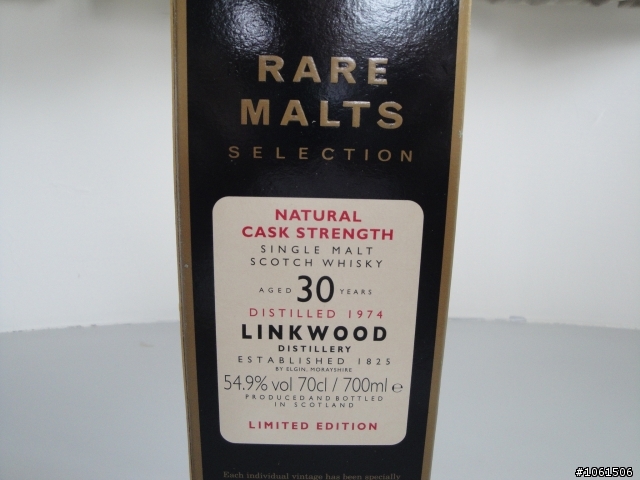 RARE
MALTS
SELECTION
NATURAL
CASK STRENGTH
SINGLE MALT
SCOTCH WHISKY
AGED 30 YEARS
DISTILLED 1974
LINKWOOD
DISTILLERY
ESTABLISHED 1825
BY ELGIN, MORAYSHIRE
54.9% vol 70cl / 700ml e
PRODUCED AND BOTTLED
IN SCOTLAND
LIMITED EDITION
Each individual vintage has been specially
#1061506